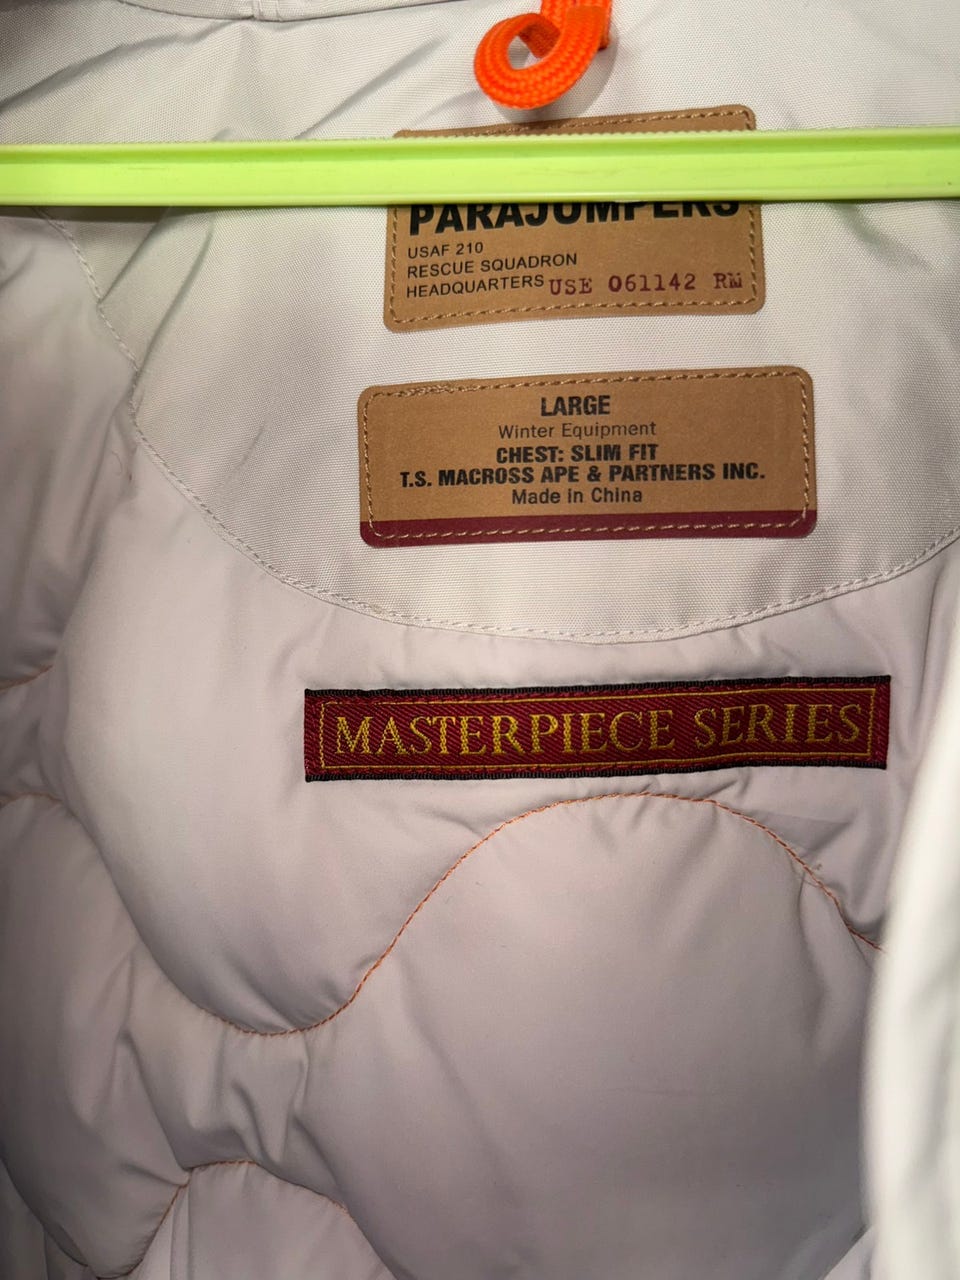 PARAJUMPERS
USAF 210
RESCUE SQUADRON
HEADQUARTERS USE 061142 RM
LARGE
Winter Equipment
CHEST: SLIM FIT
T.S. MACROSS APE & PARTNERS INC.
Made in China
MASTERPIECE SERIES